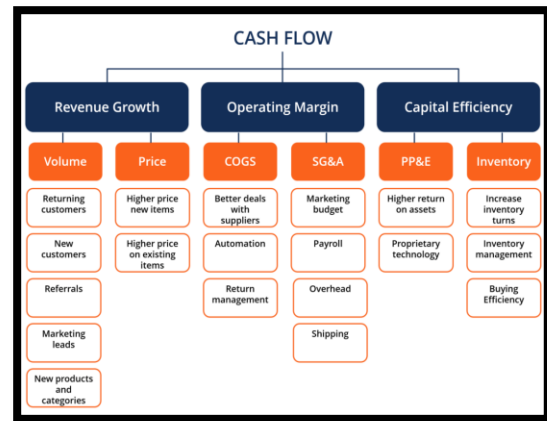 CASH FLOW
Revenue Growth
Operating Margin
Capital Efficiency
Volume
Price
COGS
SG&A
PP&E
Inventory
Returning
customers
New
customers
Referrals
Marketing
leads
New products
and
categories
Higher price
new items
Higher price
on existing
items
Better deals
with
suppliers
Automation
Return
management
Marketing
budget
Payroll
Overhead
Shipping
Higher return
on assets
Proprietary
technology
Increase
inventory
turns
Inventory
management
Buying
Efficiency